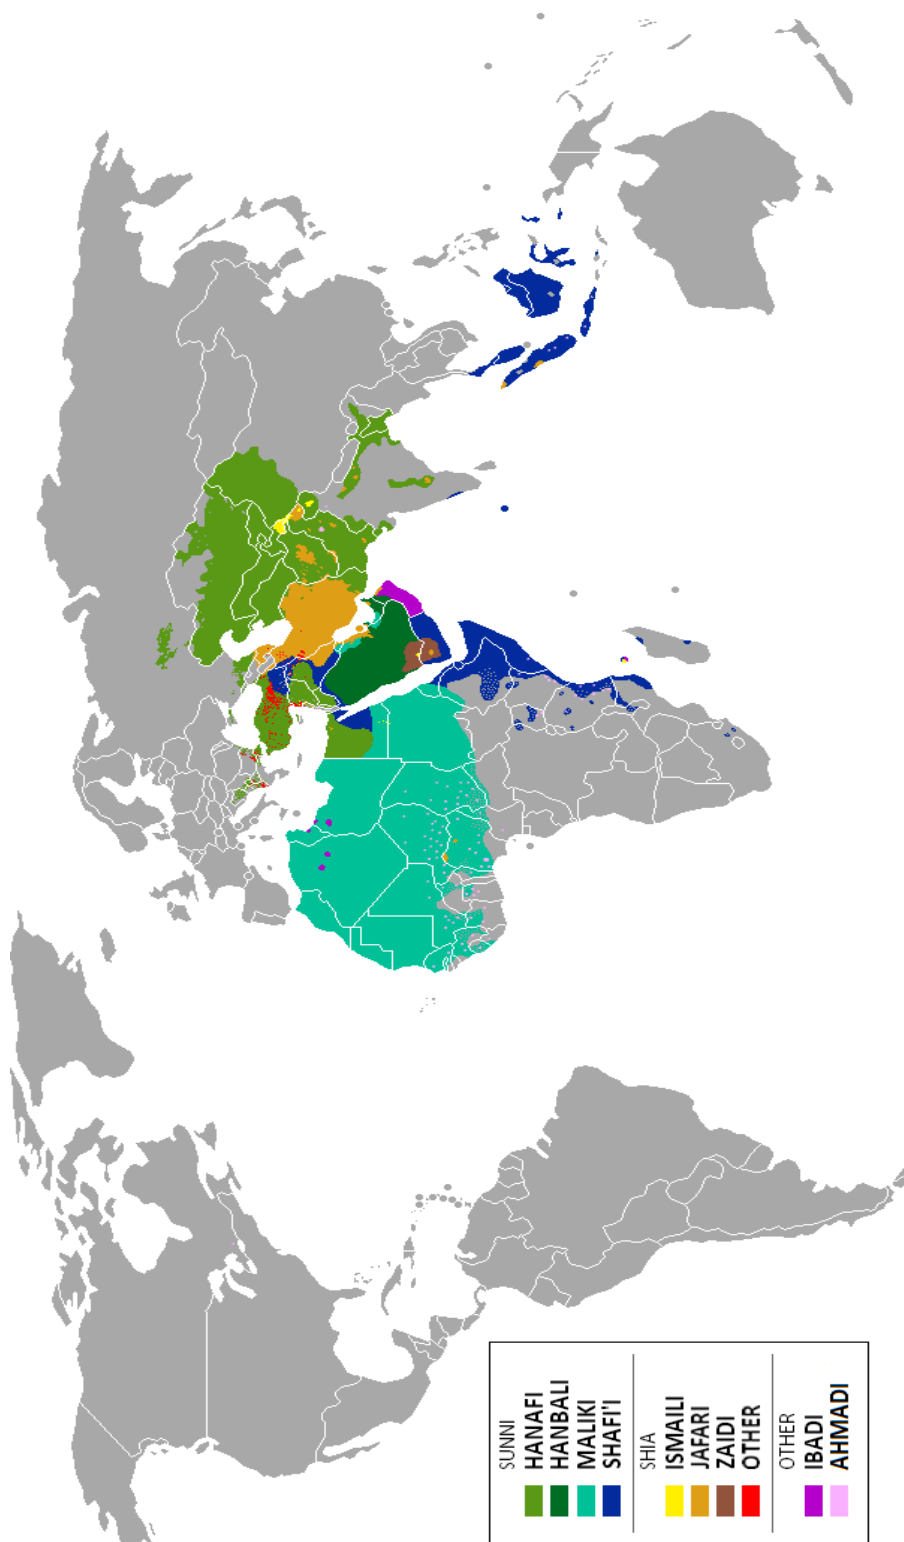 SUNNI
HANAFI
HANBALI
MALIKI
SHAFI'I
SHIA
ISMAILI
JAFARI
ZAIDI
OTHER
OTHER
IBADI
AHMADI